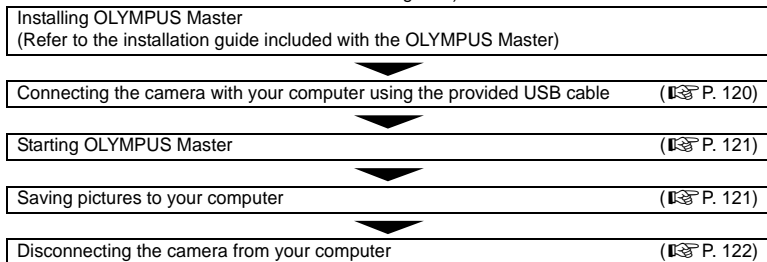 Installing OLYMPUS Master
(Refer to the installation guide included with the OLYMPUS Master)
Connecting the camera with your computer using the provided USB cable (☞P. 120)
Starting OLYMPUS Master (☞P. 121)
Saving pictures to your computer (☞P. 121)
Disconnecting the camera from your computer (☞P. 122)